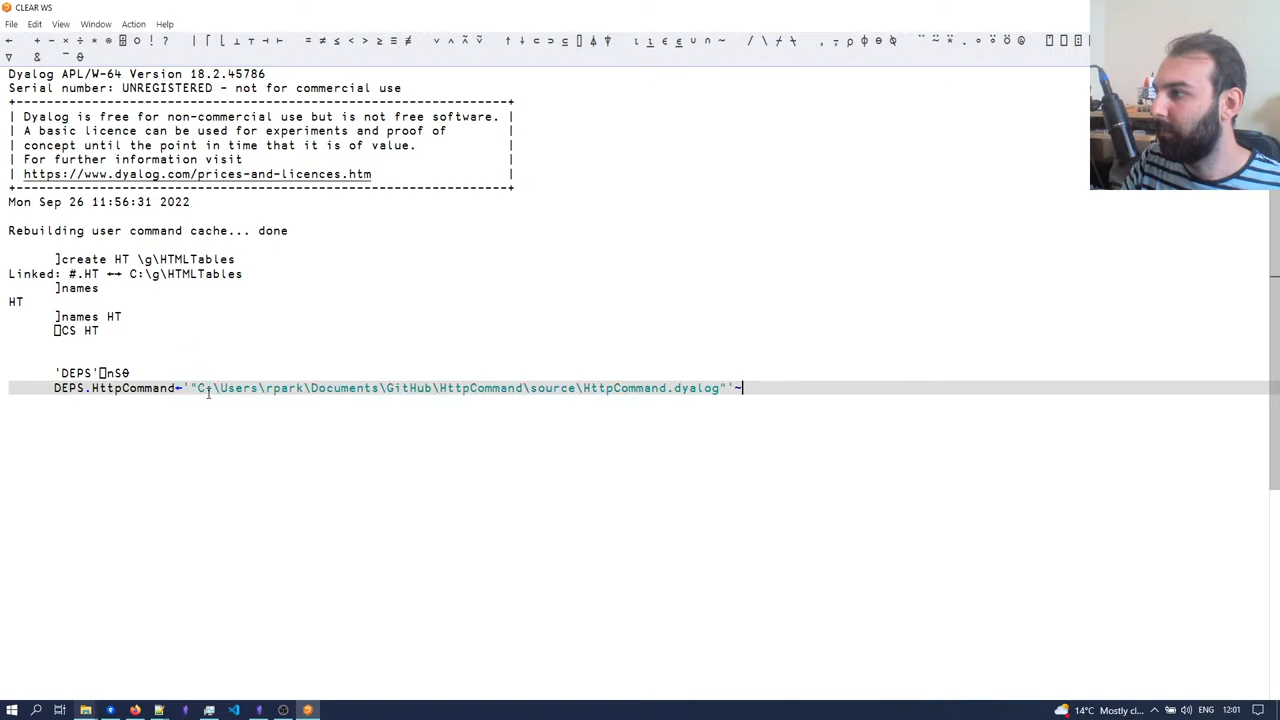 CLEAR WS
File Edit View Window Action Help
Dyalog APL/W-64 Version 18.2.45786
Serial number: UNREGISTERED - not for commercial use
+---------------------------------------------------------------+
| Dyalog is free for non-commercial use but is not free software. |
| A basic licence can be used for experiments and proof of |
| concept until the point in time that it is of value. |
| For further information visit |
| https://www.dyalog.com/prices-and-licences.htm |
+---------------------------------------------------------------+
Mon Sep 26 11:56:31 2022
Rebuilding user command cache... done
]create HT \g\HTMLTables
Linked: #.HT ←→ C:\g\HTMLTables
]names
HT
]names HT
⎕CS HT
'DEPS'⎕nS⍬
DEPS.HttpCommand←'"C:\Users\rpark\Documents\GitHub\HttpCommand\source\HttpCommand.dyalog"'~
14°C Mostly cl... ENG 12:01